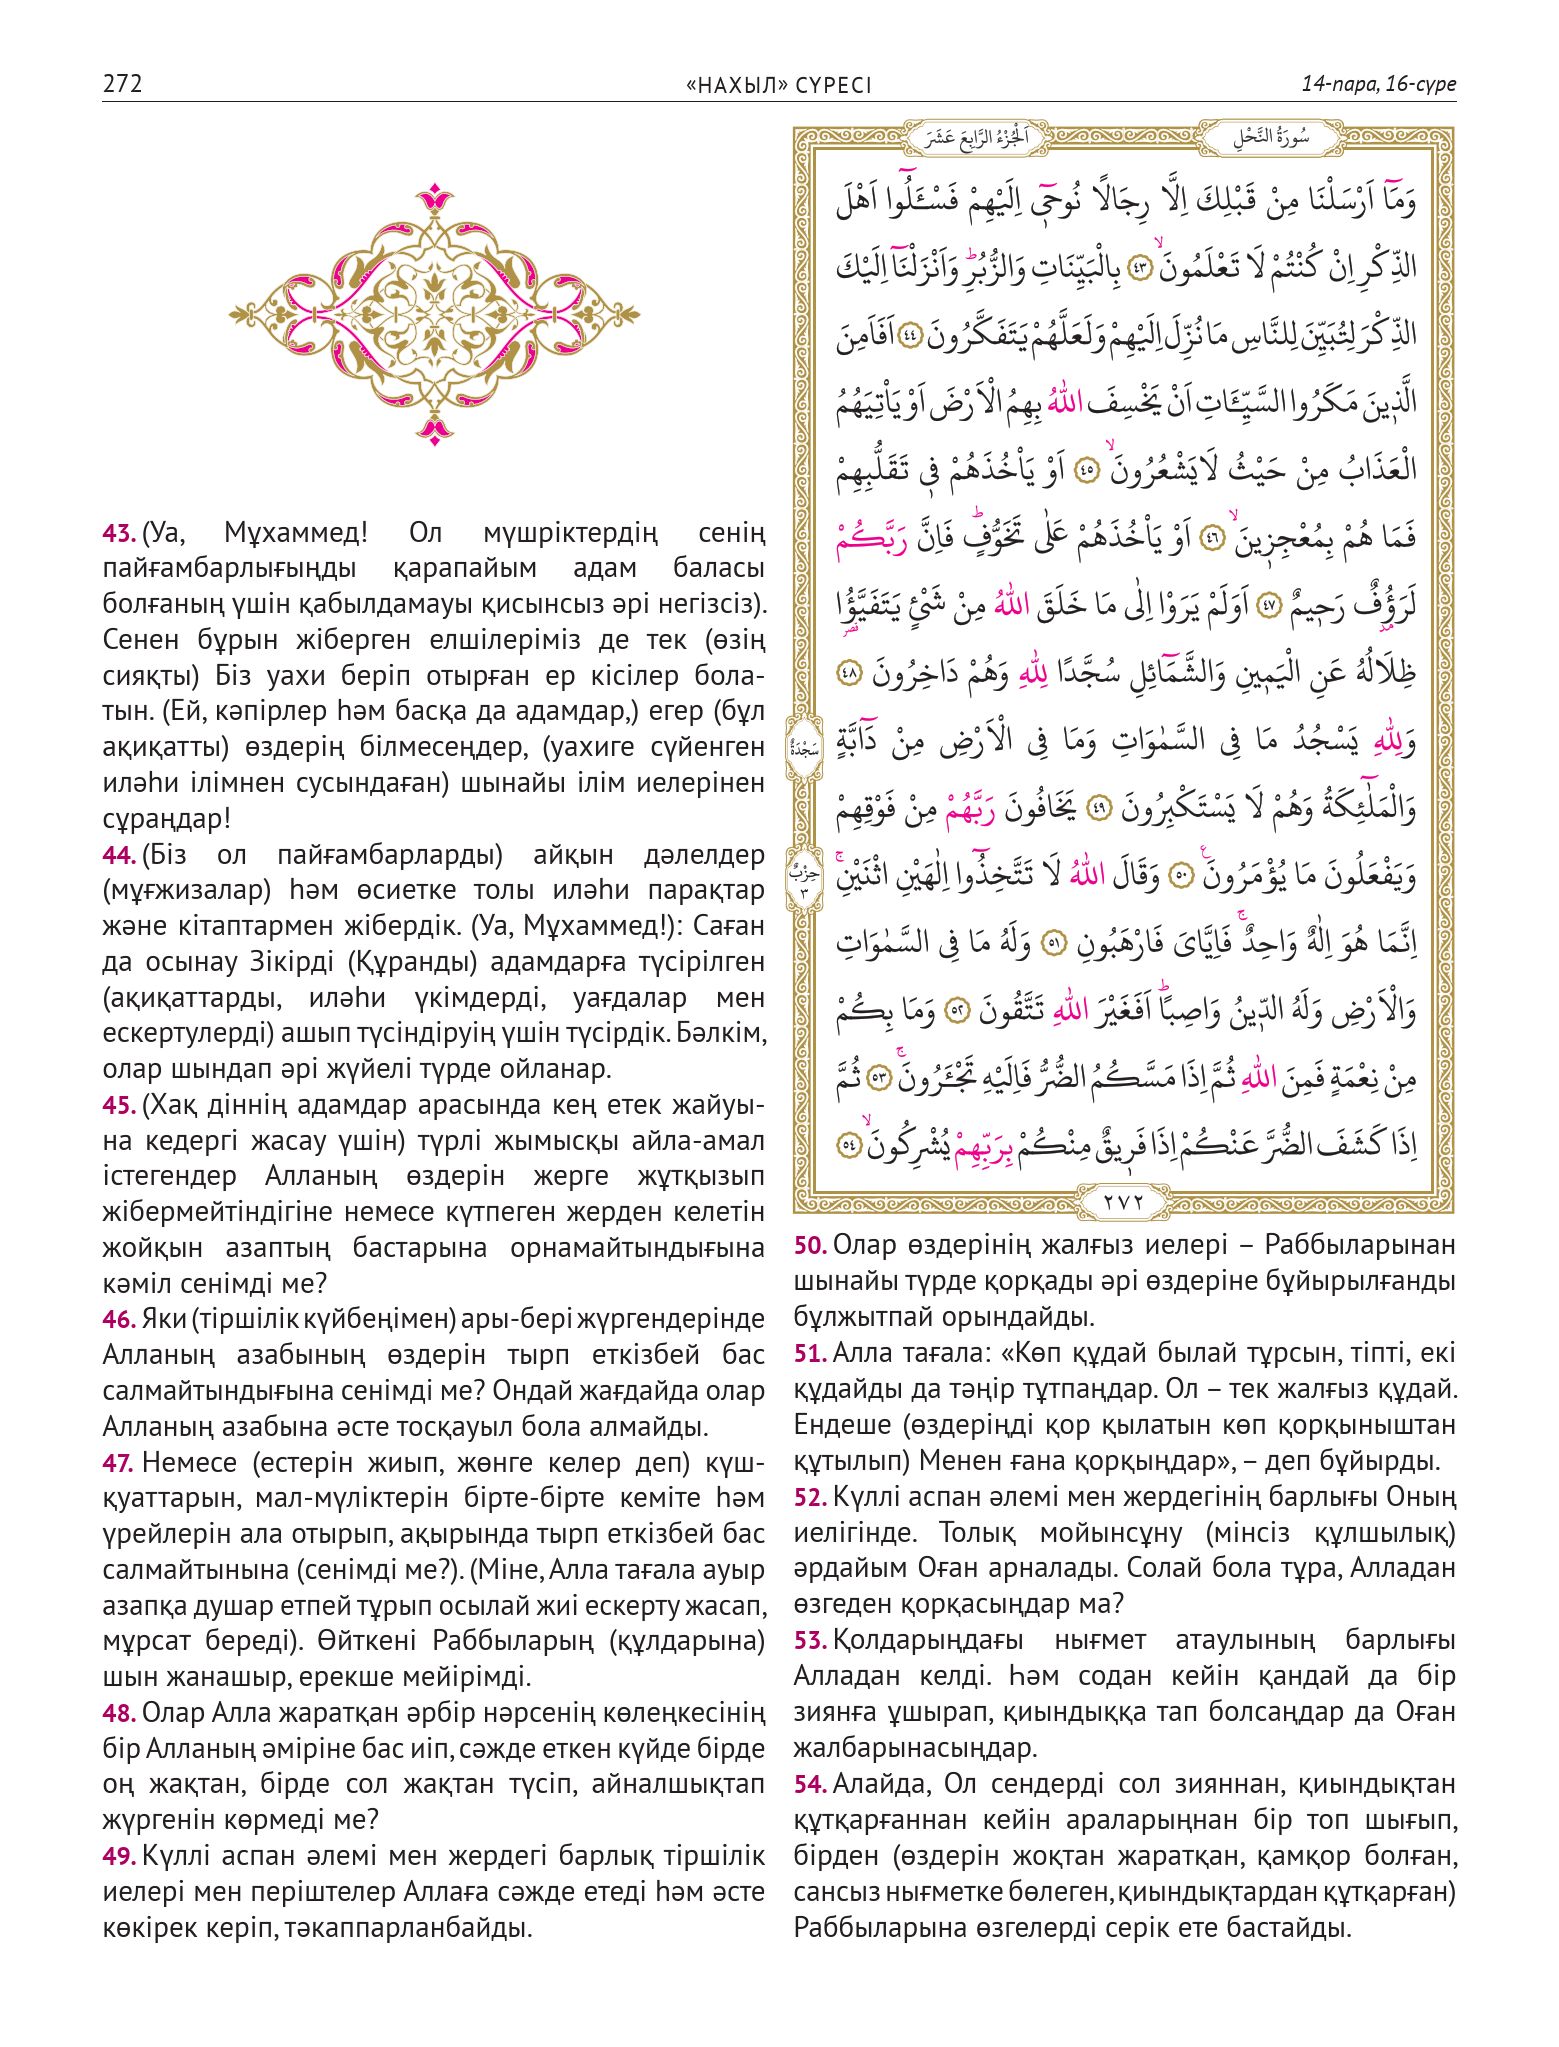 272
«НАХЫЛ» СҮРЕСІ
14-пара, 16-сүре
43. (Уа, Мұхаммед! Ол мүшріктердің сенің
пайғамбарлығыңды қарапайым адам баласы
болғаның үшін қабылдамауы қисынсыз әрі негізсіз).
Сенен бұрын жіберген елшілеріміз де тек (өзің
сияқты) Біз уахи беріп отырған ер кісілер бола-
тын. (Ей, кәпірлер һәм басқа да адамдар,) егер (бұл
ақиқатты) өздерің білмесеңдер, (уахиге сүйенген
иләһи ілімнен сусындаған) шынайы ілім иелерінен
сұраңдар!
44. (Біз ол пайғамбарларды) айқын дәлелдер
(мұғжизалар) һәм өсиетке толы иләһи парақтар
және кітаптармен жібердік. (Уа, Мұхаммед!): Саған
да осынау Зікірді (Құранды) адамдарға түсірілген
(ақиқаттарды, иләһи үкімдерді, уағдалар мен
ескертулерді) ашып түсіндіруің үшін түсірдік. Бәлкім,
олар шындап әрі жүйелі түрде ойланар.
45. (Хақ діннің адамдар арасында кең етек жайуы-
на кедергі жасау үшін) түрлі жымысқы айла-амал
істегендер Алланың өздерін жерге жұтқызып
жібермейтіндігіне немесе күтпеген жерден келетін
жойқын азаптың бастарына орнамайтындығына
кәміл сенімді ме?
46. Яки (тіршілік күйбеңімен) ары-бері жүргендерінде
Алланың азабының өздерін тырп еткізбей бас
салмайтындығына сенімді ме? Ондай жағдайда олар
Алланың азабына әсте тосқауыл бола алмайды.
47. Немесе (естерін жиып, жөнге келер деп) күш-
қуаттарын, мал-мүліктерін бірте-бірте кеміте һәм
үрейлерін ала отырып, ақырында тырп еткізбей бас
салмайтынына (сенімді ме?). (Міне, Алла тағала ауыр
азапқа душар етпей тұрып осылай жиі ескерту жасап,
мұрсат береді). Өйткені Раббыларың (құлдарына)
шын жанашыр, ерекше мейірімді.
48. Олар Алла жаратқан әрбір нәрсенің көлеңкесінің
бір Алланың әміріне бас иіп, сәжде еткен күйде бірде
оң жақтан, бірде сол жақтан түсіп, айналшықтап
жүргенін көрмеді ме?
49. Күллі аспан әлемі мен жердегі барлық тіршілік
иелері мен періштелер Аллаға сәжде етеді һәм әсте
көкірек керіп, тәкаппарланбайды.
سُورَةُ النَّحْلِ
اَلْجُزْءُ الرَّابِعَ عَشَرَ
وَمَٓا اَرْسَلْنَا مِنْ قَبْلِكَ اِلَّا رِجَالًا نُوحٓي اِلَيْهِمْ فَسْـَٔلُٓوا اَهْلَ
الذِّكْرِ اِنْ كُنْتُمْ لَا تَعْلَمُونَۙ ٤٣ بِالْبَيِّنَاتِ وَالزُّبُرِۜ وَاَنْزَلْنَٓا اِلَيْكَ
الذِّكْرَ لِتُبَيِّنَ لِلنَّاسِ مَا نُزِّلَ اِلَيْهِمْ وَلَعَلَّهُمْ يَتَفَكَّرُونَ ٤٤ اَفَاَمِنَ
الَّذ۪ينَ مَكَرُوا السَّيِّـَٔاتِ اَنْ يَخْسِفَ اللّٰهُ بِهِمُ الْاَرْضَ اَوْ يَأْتِيَهُمُ
الْعَذَابُ مِنْ حَيْثُ لَا يَشْعُرُونَۙ ٤٥ اَوْ يَأْخُذَهُمْ ف۪ي تَقَلُّبِهِمْ
فَمَا هُمْ بِمُعْجِز۪ينَۙ ٤٦ اَوْ يَأْخُذَهُمْ عَلٰى تَخَوُّفٍۜ فَاِنَّ رَبَّكُمْ
لَرَؤُ۫فٌ رَح۪يمٌ ٤٧ اَوَلَمْ يَرَوْا اِلٰى مَا خَلَقَ اللّٰهُ مِنْ شَيْءٍ يَتَفَيَّؤُ۬ا
ظِلَالُهُ عَنِ الْيَم۪ينِ وَالشَّمَٓائِلِ سُجَّدًا لِلّٰهِ وَهُمْ دَاخِرُونَ ٤٨
وَلِلّٰهِ يَسْجُدُ مَا فِي السَّمٰوَاتِ وَمَا فِي الْاَرْضِ مِنْ دَٓابَّةٍ
سَجْدَةٌ
وَالْمَلٰٓئِكَةُ وَهُمْ لَا يَسْتَكْبِرُونَ ٤٩ يَخَافُونَ رَبَّهُمْ مِنْ فَوْقِهِمْ
وَيَفْعَلُونَ مَا يُؤْمَرُونَ ع ٥٠ وَقَالَ اللّٰهُ لَا تَتَّخِذُٓوا اِلٰهَيْنِ اثْنَيْنِۚ
حِزْبٌ
٣
اِنَّمَا هُوَ اِلٰهٌ وَاحِدٌۚ فَاِيَّايَ فَارْهَبُونِ ٥١ وَلَهُ مَا فِي السَّمٰوَاتِ
وَالْاَرْضِ وَلَهُ الدّ۪ينُ وَاصِبًاۜ اَفَغَيْرَ اللّٰهِ تَتَّقُونَ ٥٢ وَمَا بِكُمْ
مِنْ نِعْمَةٍ فَمِنَ اللّٰهِ ثُمَّ اِذَا مَسَّكُمُ الضُّرُّ فَاِلَيْهِ تَجْـَٔرُونَۚ ٥٣ ثُمَّ
اِذَا كَشَفَ الضُّرَّ عَنْكُمْ اِذَا فَر۪يقٌ مِنْكُمْ بِرَبِّهِمْ يُشْرِكُونَۙ ٥٤
٢٧٢
50. Олар өздерінің жалғыз иелері – Раббыларынан
шынайы түрде қорқады әрі өздеріне бұйырылғанды
бұлжытпай орындайды.
51. Алла тағала: «Көп құдай былай тұрсын, тіпті, екі
құдайды да тәңір тұтпаңдар. Ол – тек жалғыз құдай.
Ендеше (өздеріңді қор қылатын көп қорқыныштан
құтылып) Менен ғана қорқыңдар», – деп бұйырды.
52. Күллі аспан әлемі мен жердегінің барлығы Оның
иелігінде. Толық мойынсұну (мінсіз құлшылық)
әрдайым Оған арналады. Солай бола тұра, Алладан
өзгеден қорқасыңдар ма?
53. Қолдарыңдағы нығмет атаулының барлығы
Алладан келді. Һәм содан кейін қандай да бір
зиянға ұшырап, қиындыққа тап болсаңдар да Оған
жалбарынасыңдар.
54. Алайда, Ол сендерді сол зияннан, қиындықтан
құтқарғаннан кейін араларыңнан бір топ шығып,
бірден (өздерін жоқтан жаратқан, қамқор болған,
сансыз нығметке бөлеген, қиындықтардан құтқарған)
Раббыларына өзгелерді серік ете бастайды.